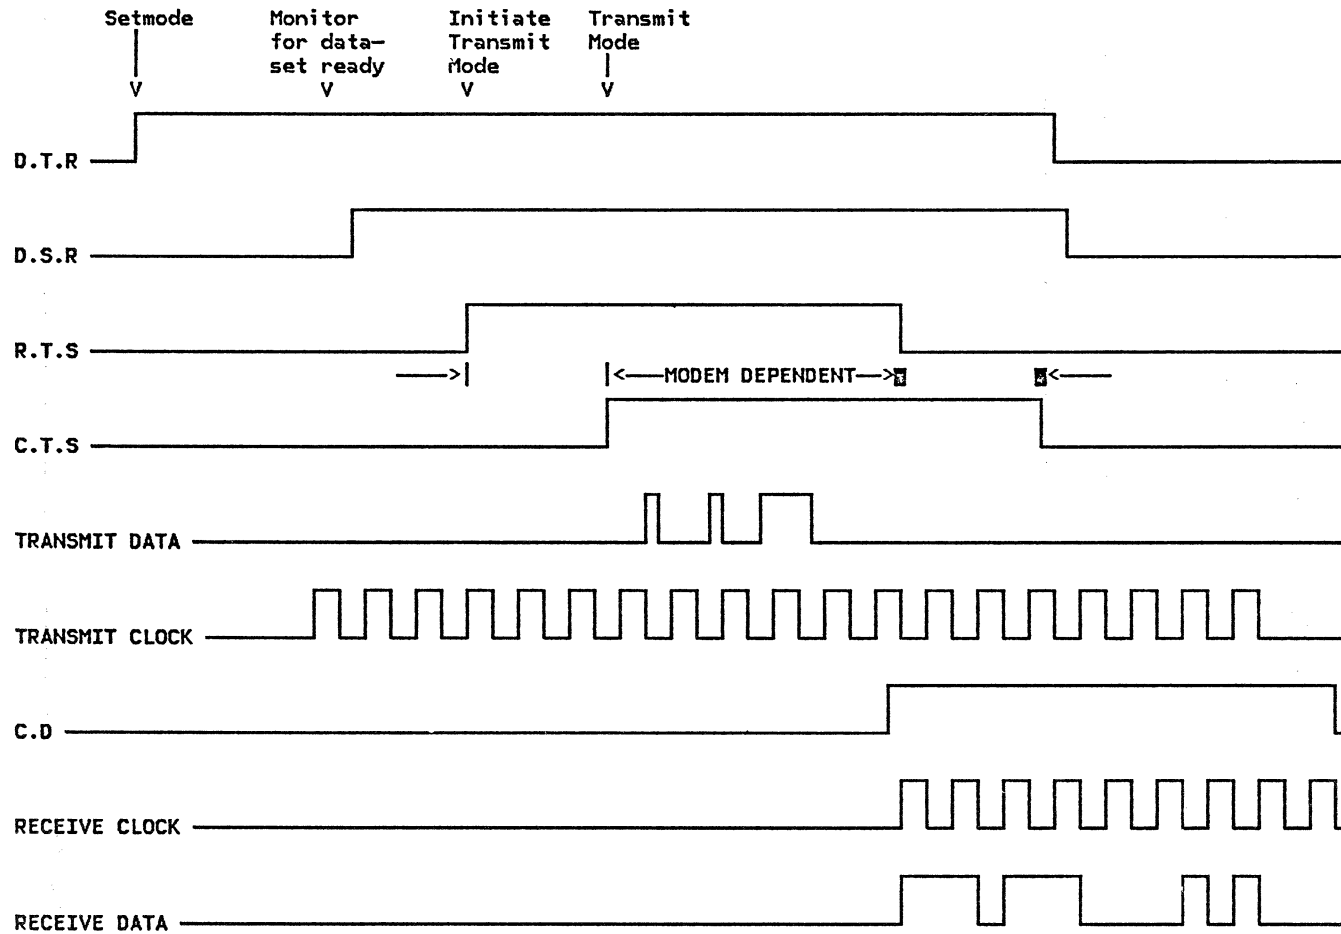 Setmode
Monitor
for data-
set ready
Initiate
Transmit
Mode
Transmit
Mode
D.T.R
D.S.R
R.T.S
MODEM DEPENDENT
C.T.S
TRANSMIT DATA
TRANSMIT CLOCK
C.D
RECEIVE CLOCK
RECEIVE DATA